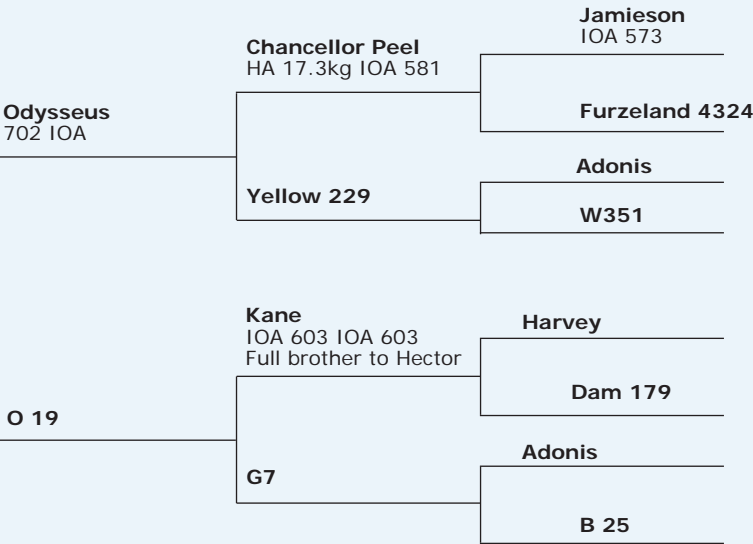 Jamieson
IOA 573
Chancellor Peel
HA 17.3kg IOA 581
Furzeland 4324
Odysseus
702 IOA
Adonis
Yellow 229
W351
Kane
IOA 603 IOA 603
Full brother to Hector
Harvey
Dam 179
O 19
Adonis
G7
B 25